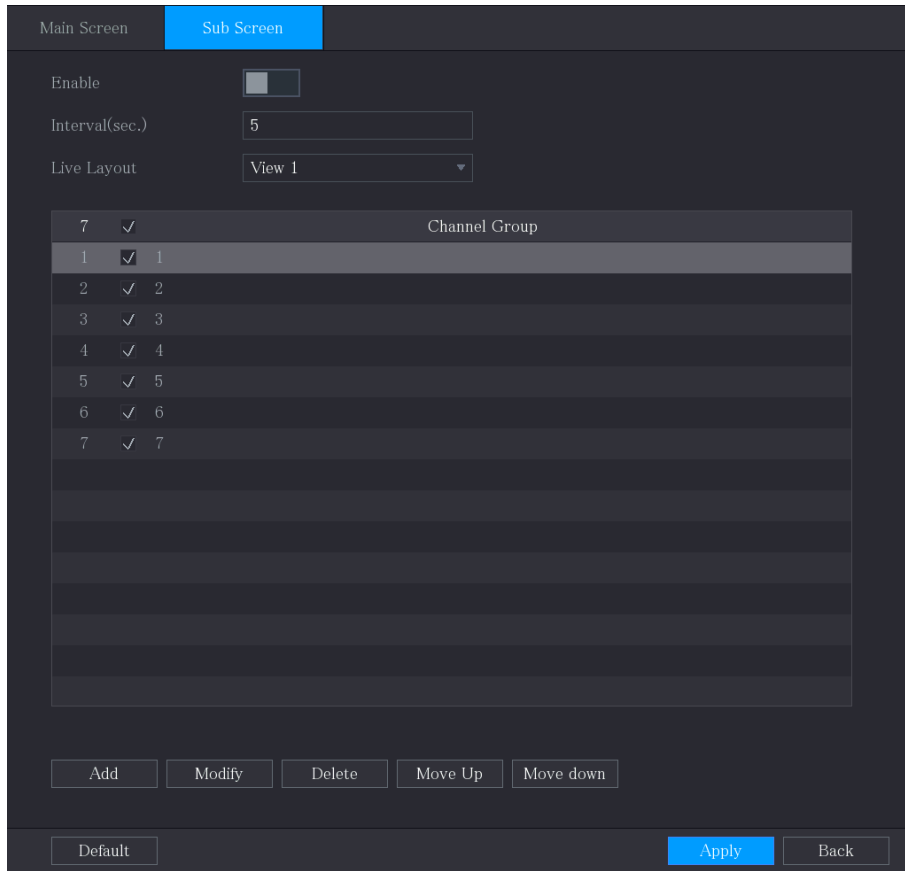 Main Screen Sub Screen
Enable
Interval(sec.) 5
Live Layout View 1
7 Channel Group
1 1
2 2
3 3
4 4
5 5
6 6
7 7
Add Modify Delete Move Up Move down
Default Apply Back